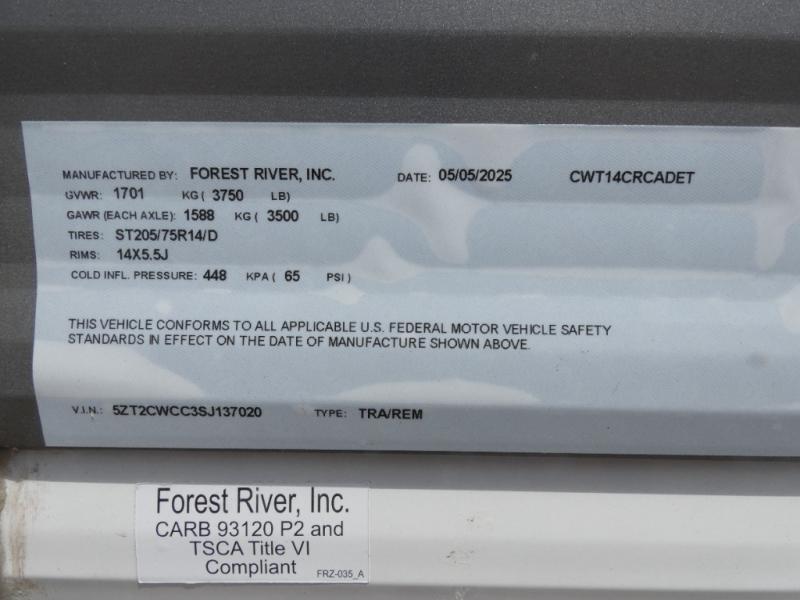 MANUFACTURED BY: FOREST RIVER, INC. DATE: 05/05/2025 CWT14CRCADET
GVWR: 1701 KG ( 3750 LB)
GAWR (EACH AXLE): 1588 KG ( 3500 LB)
TIRES: ST205/75R14/D
RIMS: 14X5.5J
COLD INFL. PRESSURE: 448 KPA ( 65 PSI )
THIS VEHICLE CONFORMS TO ALL APPLICABLE U.S. FEDERAL MOTOR VEHICLE SAFETY
STANDARDS IN EFFECT ON THE DATE OF MANUFACTURE SHOWN ABOVE.
V.I.N.: 5ZT2CWCC3SJ137020 TYPE: TRA/REM
Forest River, Inc.
CARB 93120 P2 and
TSCA Title VI
Compliant FRZ-035_A